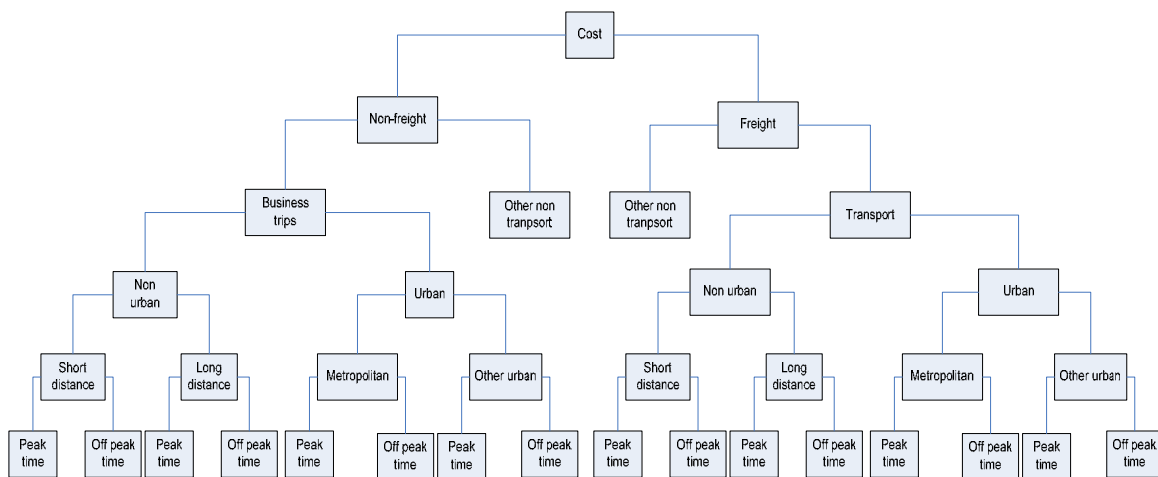 Cost
Non-freight
Freight
Business
trips
Other non
tranpsort
Other non
tranpsort
Transport
Non
urban
Urban
Non urban
Urban
Short
distance
Long
distance
Metropolitan
Other urban
Short
distance
Long
distance
Metropolitan
Other urban
Peak
time
Off peak
time
Peak
time
Off peak
time
Peak
time
Off peak
time
Peak
time
Off peak
time
Peak
time
Off peak
time
Peak
time
Off peak
time
Peak
time
Off peak
time
Peak
time
Off peak
time